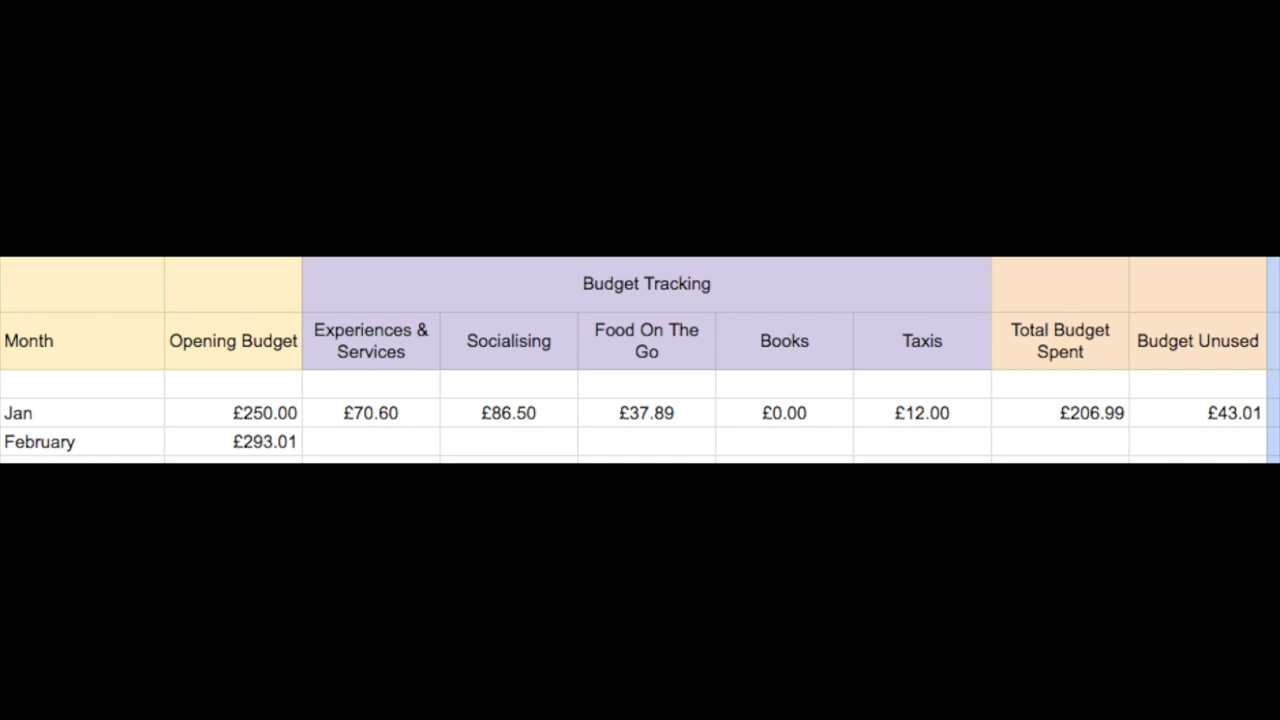 Budget Tracking
Month Opening Budget Experiences & Services Socialising Food On The Go Books Taxis Total Budget Spent Budget Unused
Jan £250.00 £70.60 £86.50 £37.89 £0.00 £12.00 £206.99 £43.01
February £293.01